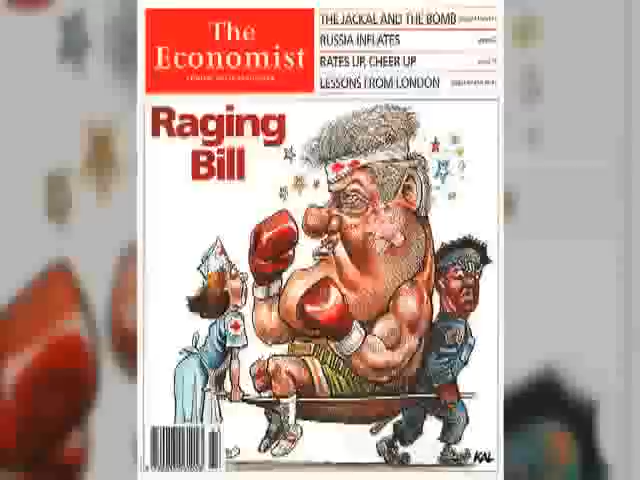 The
Economist
THE JACKAL AND THE BOMB
RUSSIA INFLATES
RATES UP, CHEER UP
LESSONS FROM LONDON
Raging
Bill
KAL